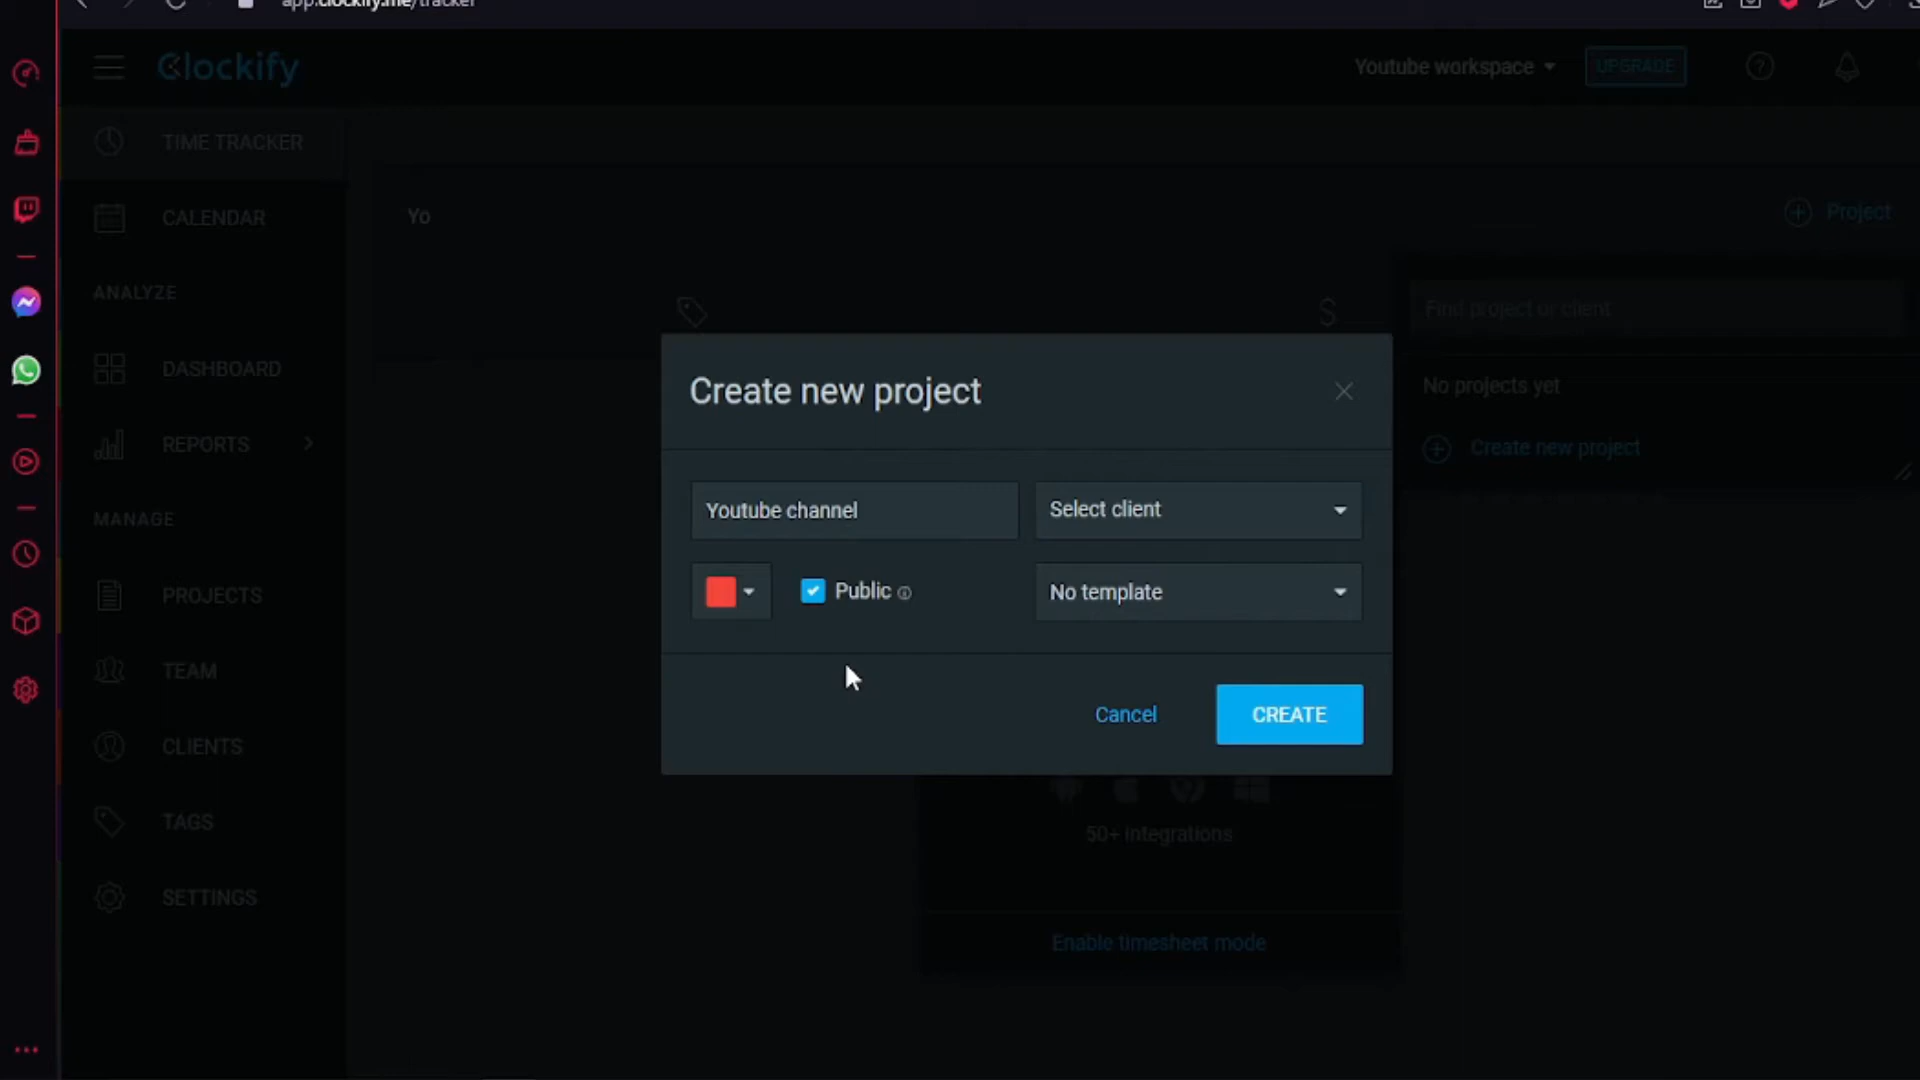 app.clockify.me/tracker
Clockify
Youtube workspace
UPGRADE
TIME TRACKER
CALENDAR
Yo
Project
ANALYZE
Find project or client
DASHBOARD
Create new project
No projects yet
REPORTS
Create new project
Youtube channel
Select client
MANAGE
PROJECTS
Public
No template
TEAM
Cancel
CREATE
CLIENTS
TAGS
50+ integrations
SETTINGS
Enable timesheet mode